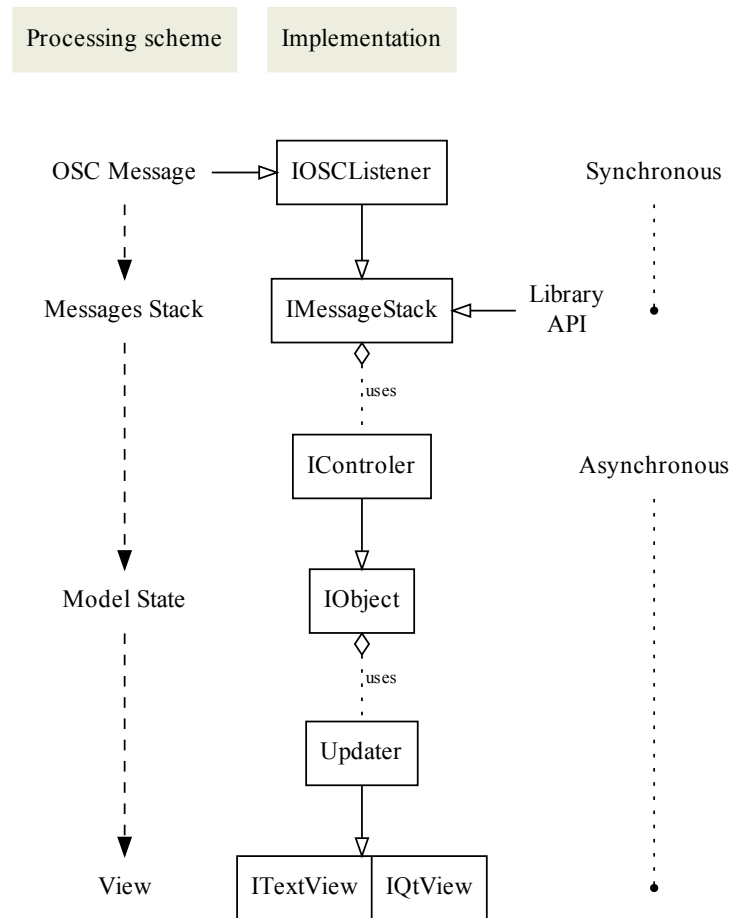 Processing scheme
Implementation
OSC Message
IOSCListener
Synchronous
Messages Stack
IMessageStack
Library
API
uses
IControler
Asynchronous
Model State
IObject
uses
Updater
View
ITextView
IQtView